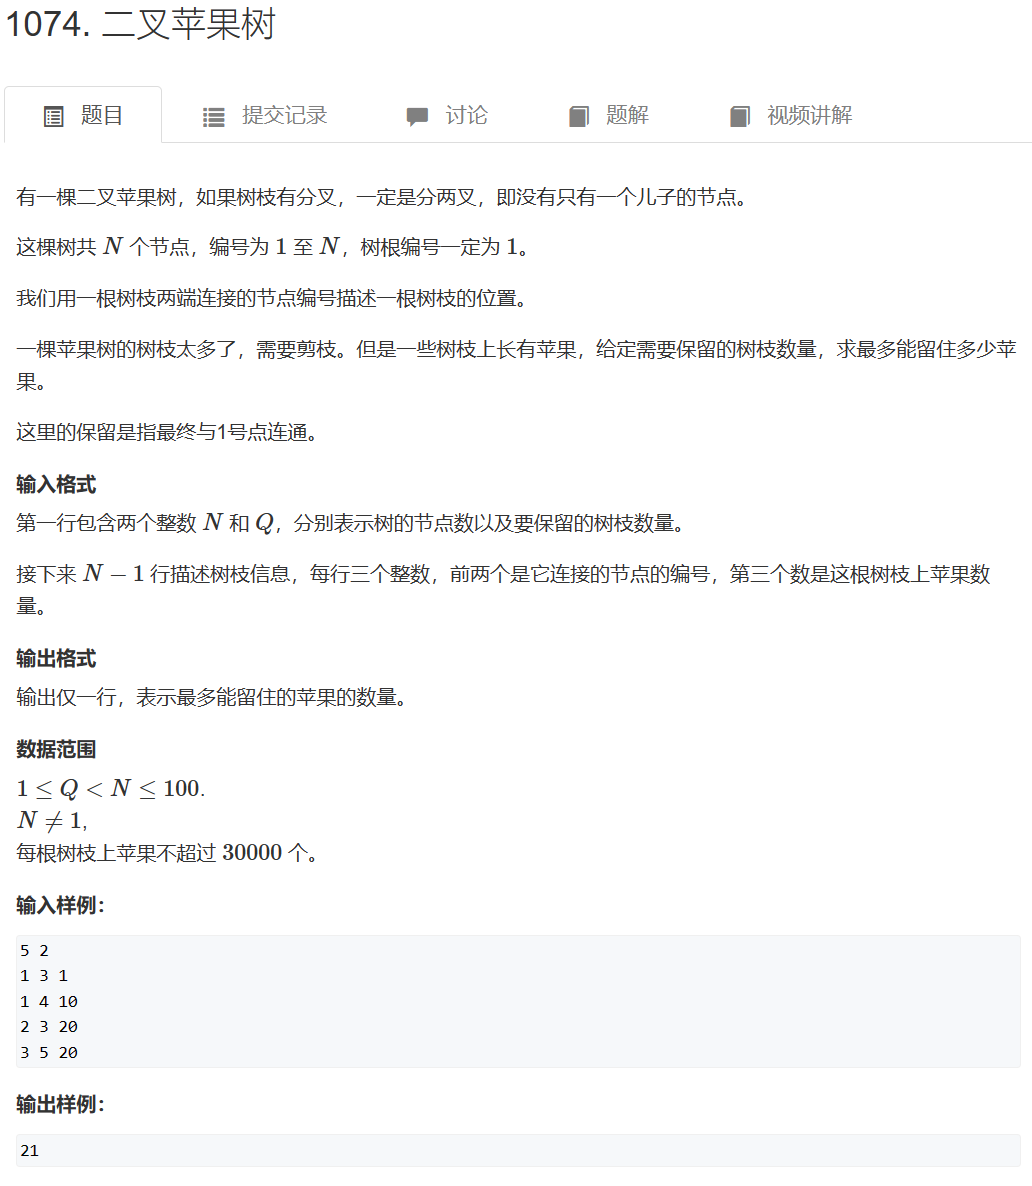 1074. 二叉苹果树
题目 提交记录 讨论 题解 视频讲解
有一棵二叉苹果树，如果树枝有分叉，一定是分两叉，即没有只有一个儿子的节点。
这棵树共 N 个节点，编号为 1 至 N，树根编号一定为 1。
我们用一根树枝两端连接的节点编号描述一根树枝的位置。
一棵苹果树的树枝太多了，需要剪枝。但是一些树枝上长有苹果，给定需要保留的树枝数量，求最多能留住多少苹
果。
这里的保留是指最终与1号点连通。
输入格式
第一行包含两个整数 N 和 Q，分别表示树的节点数以及要保留的树枝数量。
接下来 N − 1 行描述树枝信息，每行三个整数，前两个是它连接的节点的编号，第三个数是这根树枝上苹果数
量。
输出格式
输出仅一行，表示最多能留住的苹果的数量。
数据范围
1 ≤ Q < N ≤ 100.
N ≠ 1,
每根树枝上苹果不超过 30000 个。
输入样例：
5 2
1 3 1
1 4 10
2 3 20
3 5 20
输出样例：
21